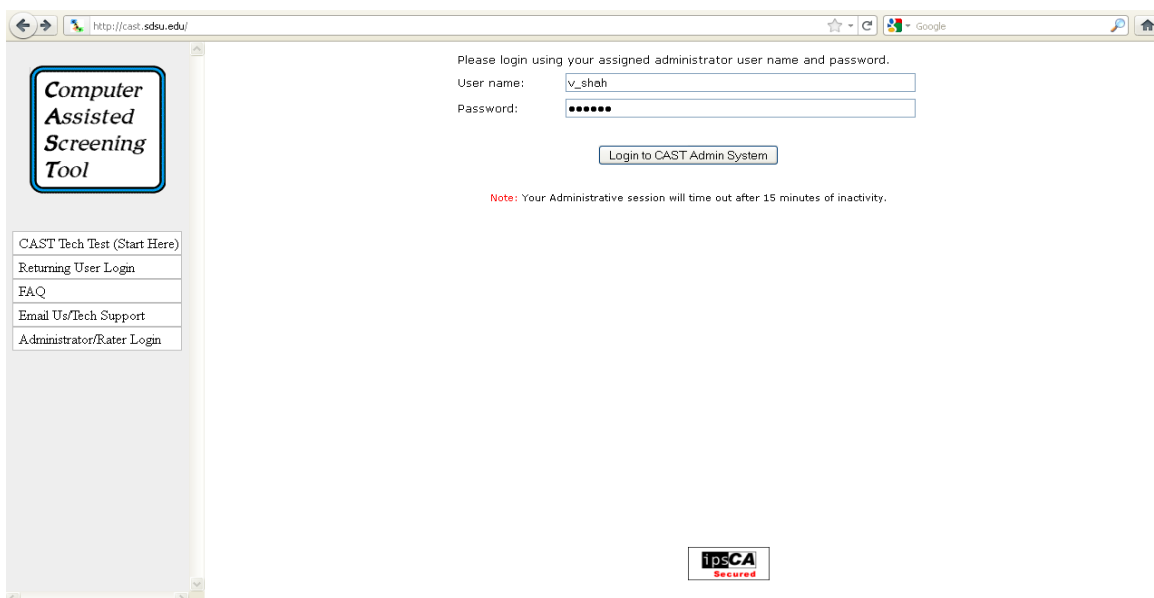 http://cast.sdsu.edu/
Google
Computer
Assisted
Screening
Tool
CAST Tech Test (Start Here)
Returning User Login
FAQ
Email Us/Tech Support
Administrator/Rater Login
Please login using your assigned administrator user name and password.
User name: v_shah
Password: ●●●●●●
Login to CAST Admin System
Note: Your Administrative session will time out after 15 minutes of inactivity.
ipsCA
Secured